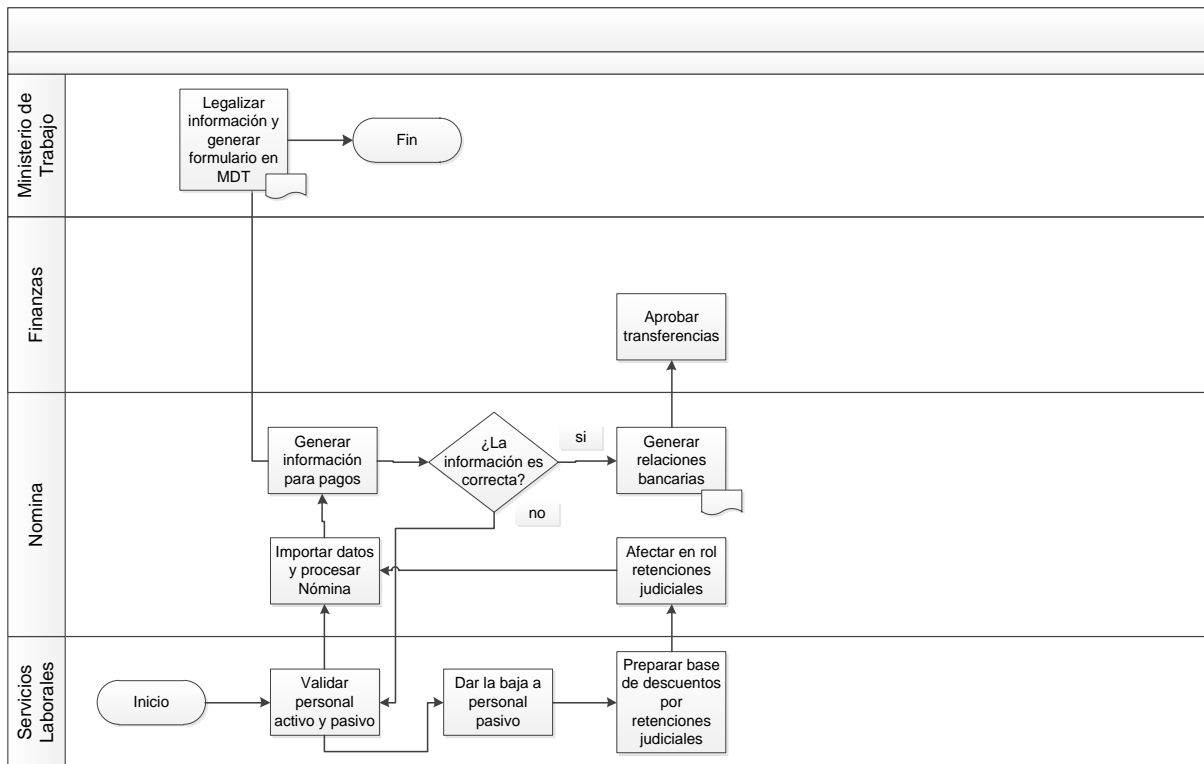 Ministerio de
Trabajo
Legalizar
información y
generar
formulario en
MDT
Fin
Finanzas
Aprobar
transferencias
Nomina
Generar
información
para pagos
¿La
información es
correcta?
si
no
Generar
relaciones
bancarias
Importar datos
y procesar
Nómina
Afectar en rol
retenciones
judiciales
Servicios
Laborales
Inicio
Validar
personal
activo y pasivo
Dar la baja a
personal
pasivo
Preparar base
de descuentos
por
retenciones
judiciales